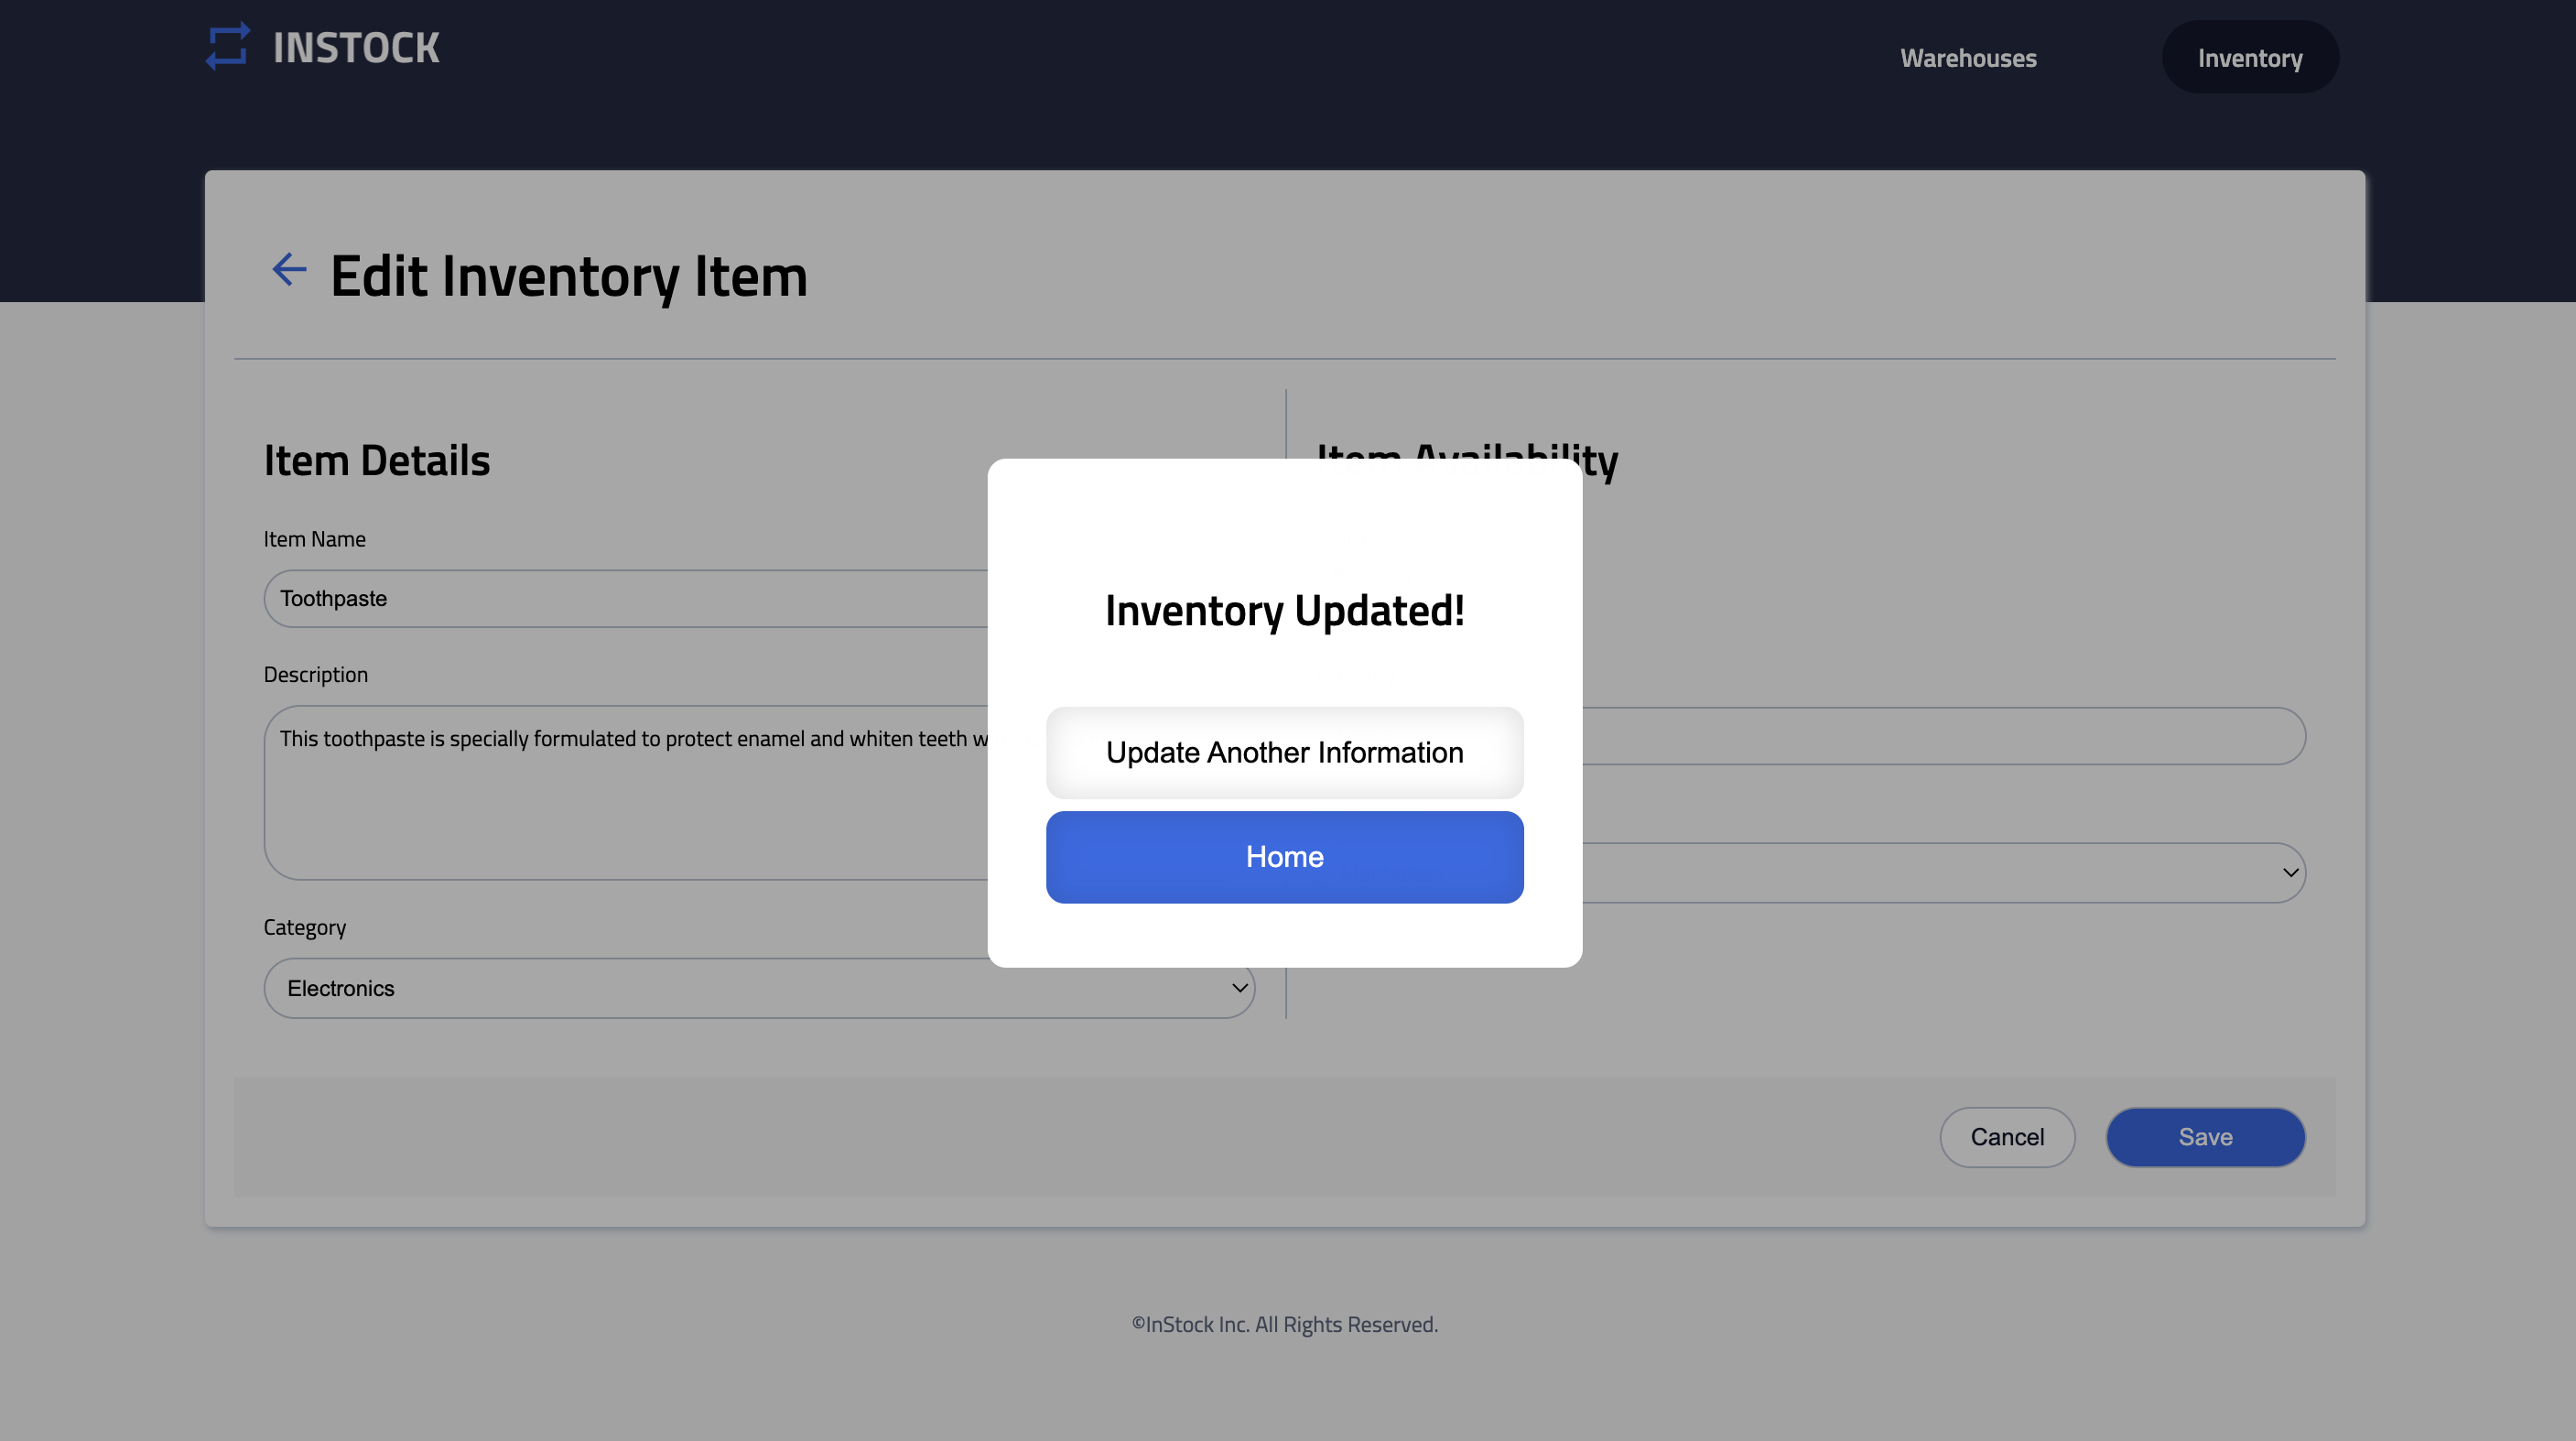 INSTOCK
Warehouses
Inventory
Edit Inventory Item
Item Details
Item Availability
Item Name
Toothpaste
Description
This toothpaste is specially formulated to protect enamel and whiten teeth
Category
Electronics
Inventory Updated!
Update Another Information
Home
Cancel
Save
©InStock Inc. All Rights Reserved.